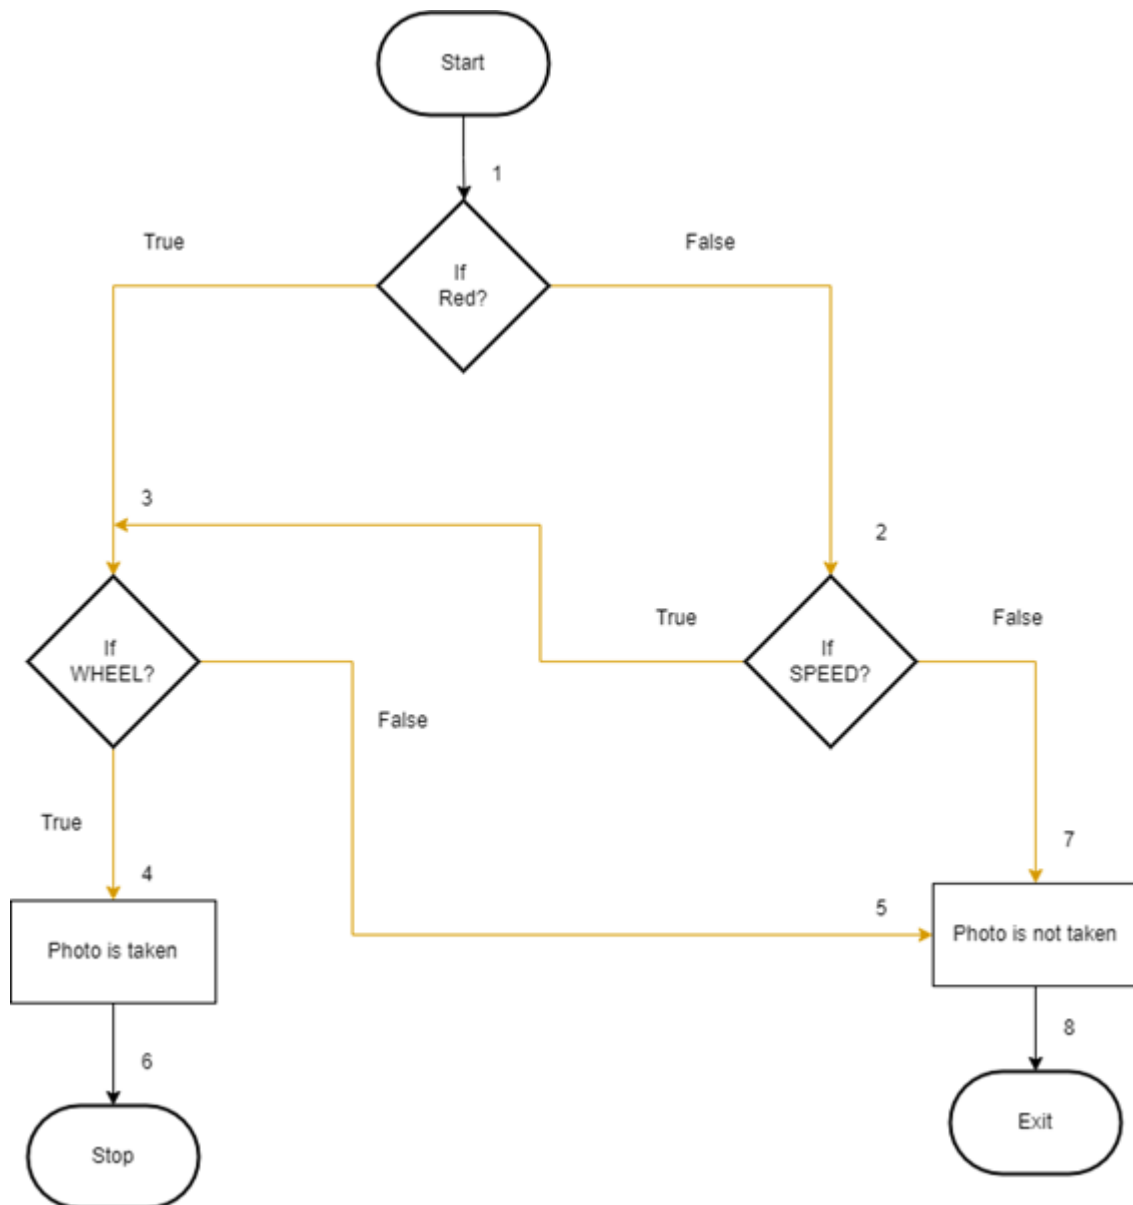 Start
1
True
False
If
Red?
3
2
True
False
If
WHEEL?
If
SPEED?
False
True
7
4
5
Photo is taken
Photo is not taken
8
6
Exit
Stop